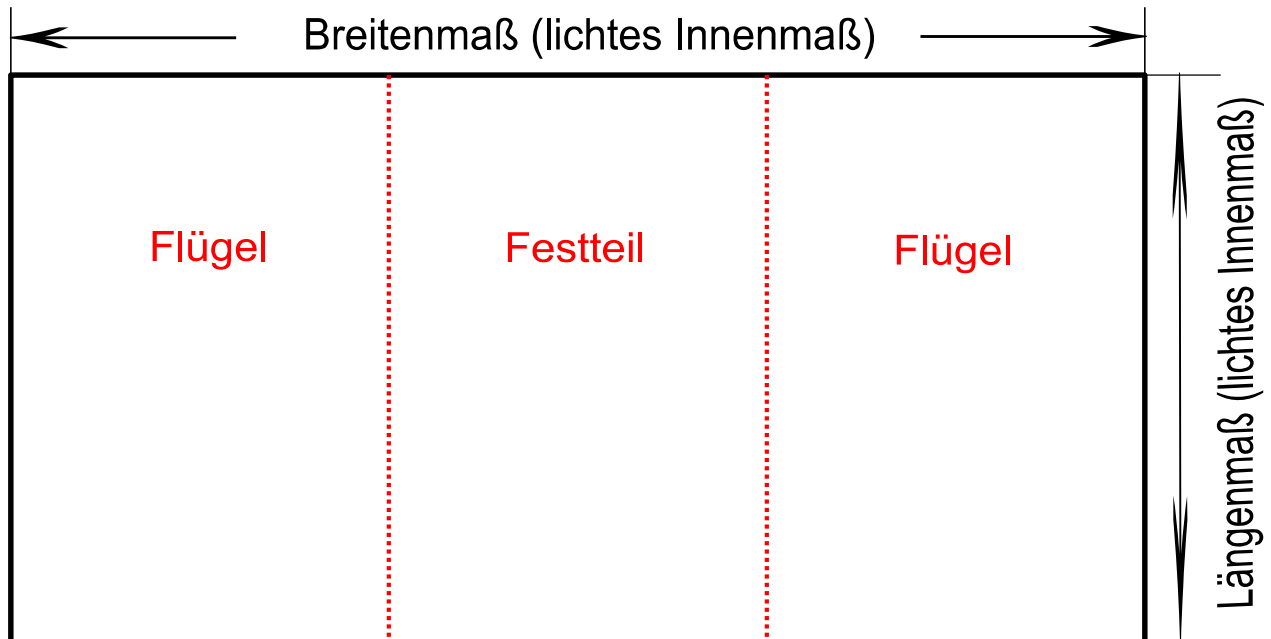 Breitenmaß (lichtes Innenmaß)
Flügel
Festteil
Flügel
Längenmaß (lichtes Innenmaß)